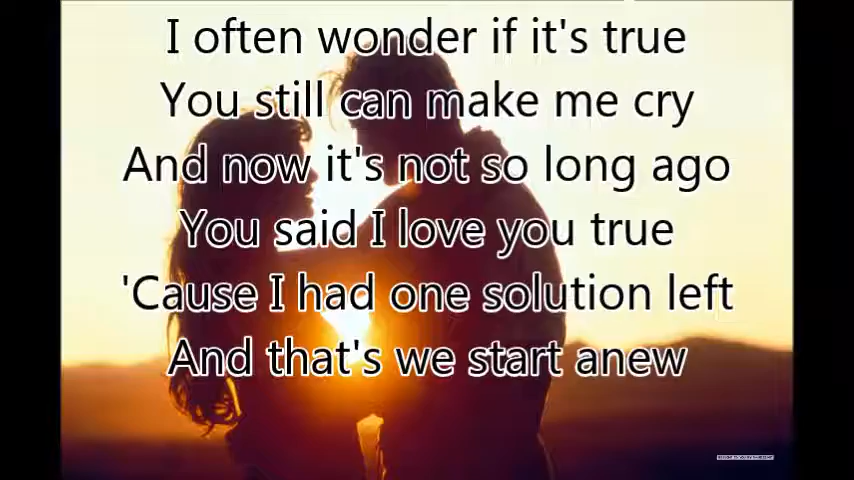 I often wonder if it's true
You still can make me cry
And now it's not so long ago
You said I love you true
'Cause I had one solution left
And that's we start anew